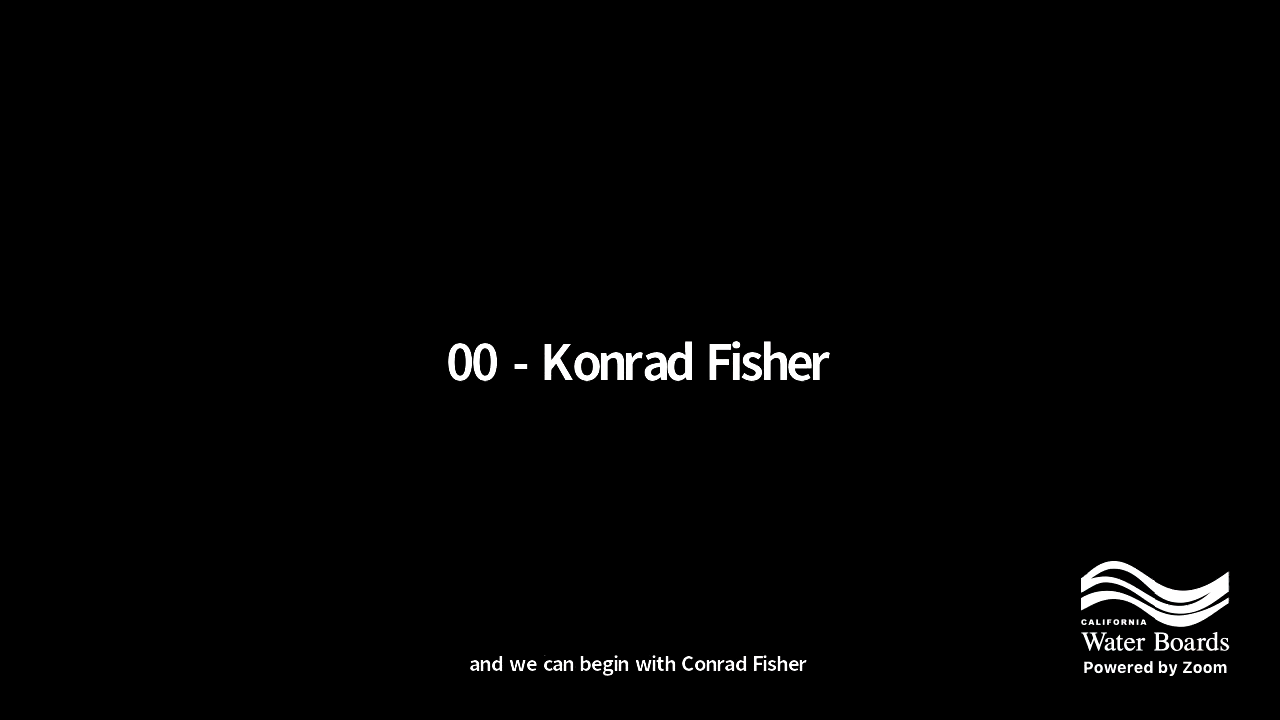 00 - Konrad Fisher
CALIFORNIA
Water Boards
and we can begin with Conrad Fisher
Powered by Zoom